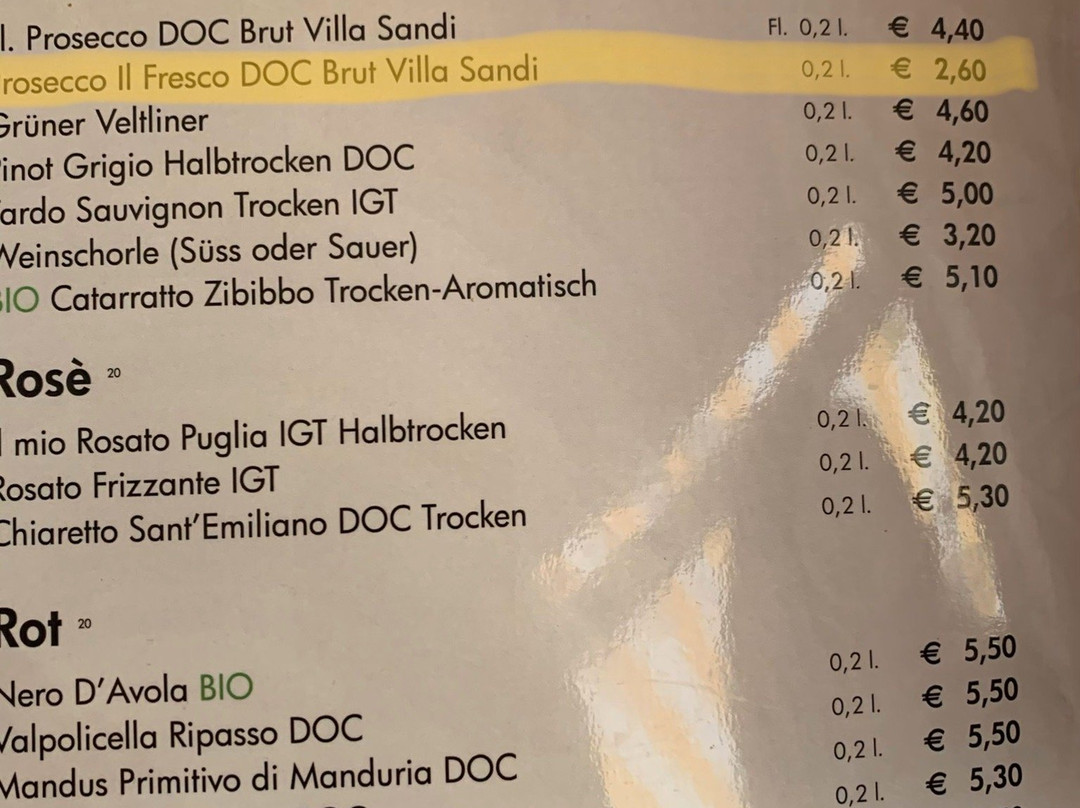 l. Prosecco DOC Brut Villa Sandi Fl. 0,2 l. € 4,40
rosecco Il Fresco DOC Brut Villa Sandi 0,2 l. € 2,60
Grüner Veltliner 0,2 l. € 4,60
inot Grigio Halbtrocken DOC 0,2 l. € 4,20
ardo Sauvignon Trocken IGT 0,2 l. € 5,00
Weinschorle (Süss oder Sauer) 0,2 l. € 3,20
BIO Catarratto Zibibbo Trocken-Aromatisch 0,2 l. € 5,10
Rosè 20
l mio Rosato Puglia IGT Halbtrocken 0,2 l. € 4,20
Rosato Frizzante IGT 0,2 l. € 4,20
Chiaretto Sant'Emiliano DOC Trocken 0,2 l. € 5,30
Rot 20
Nero D'Avola BIO 0,2 l. € 5,50
Valpolicella Ripasso DOC 0,2 l. € 5,50
Mandus Primitivo di Manduria DOC 0,2 l. € 5,50
0,2 l. € 5,30